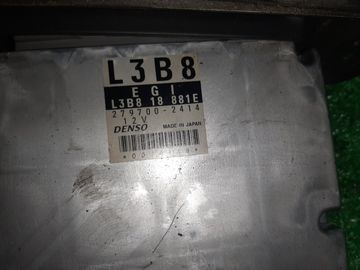 L3B8
EGI
L3B8 18 881E
279700-2414
12V
DENSO MADE IN JAPAN